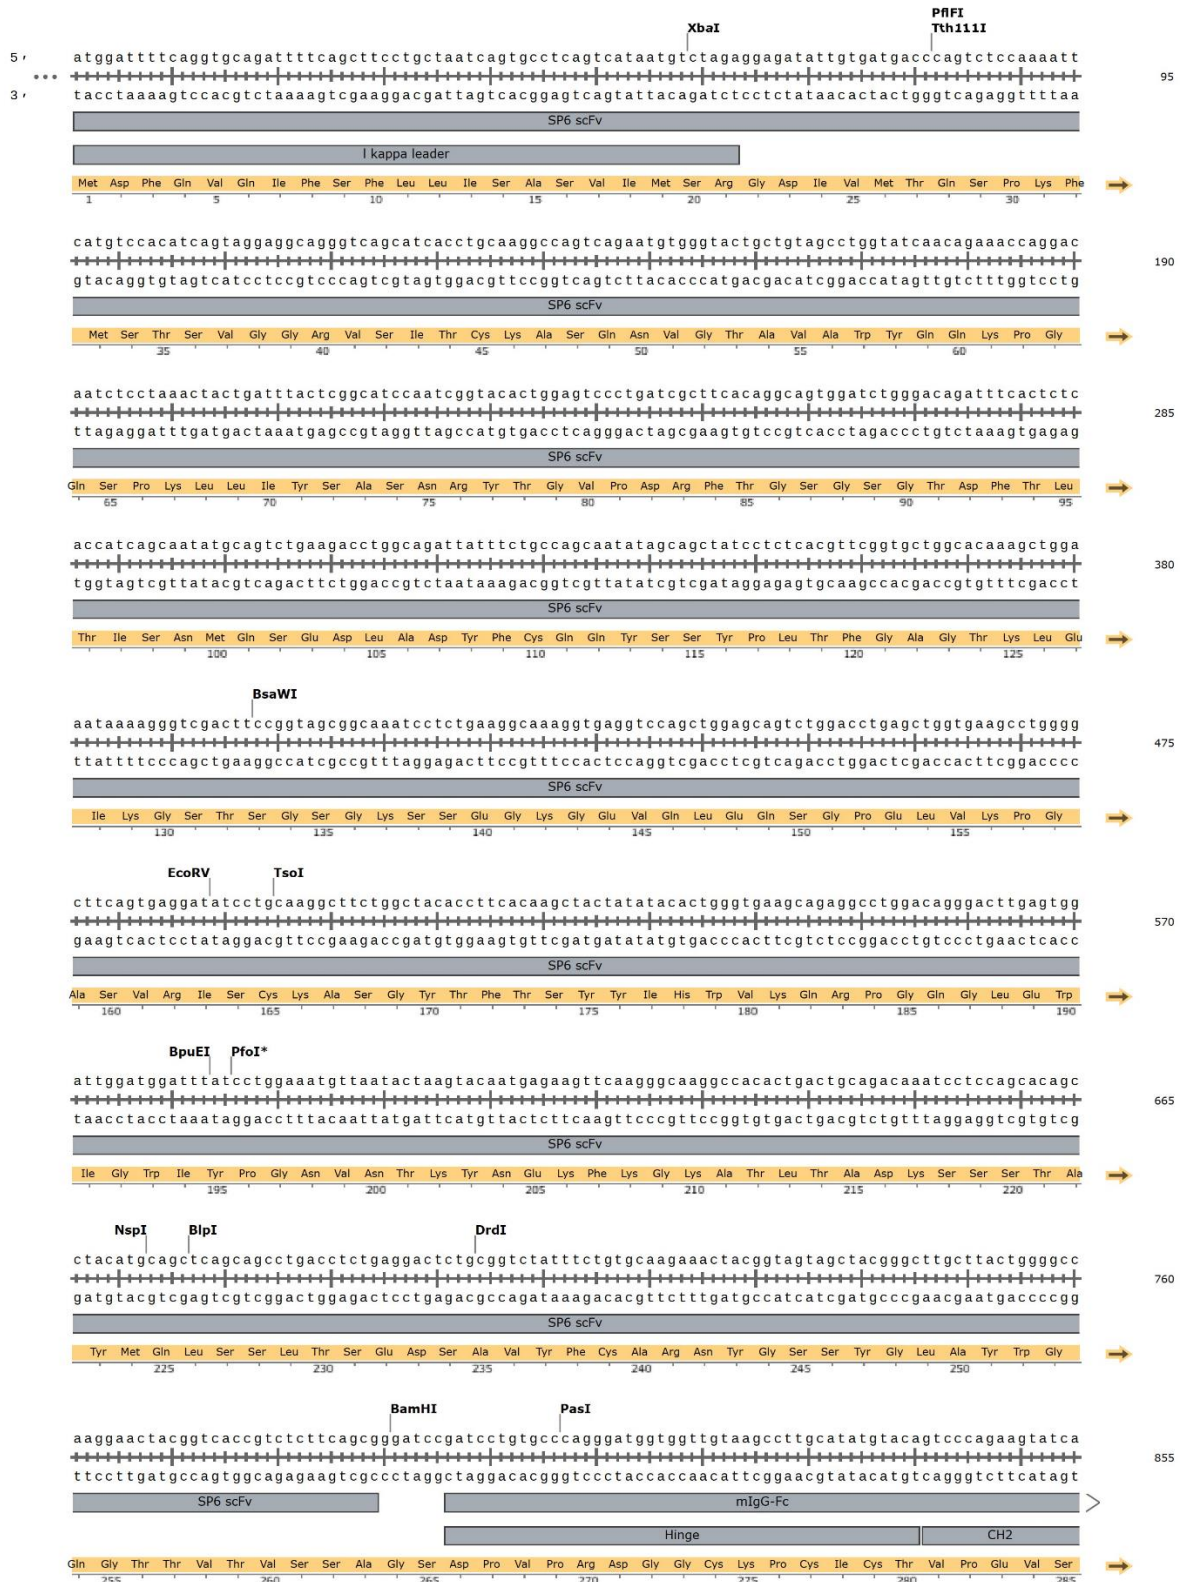 PflFI
XbaI Tth111I
5' atggattttcaggtgcagattttcagcttcctgctaatcagtgcctcagtcataatgtctagaggagatattgtgatgacccagtctccaaaatt
... 95
3' tacctaaaagtccacgtctaaaagtcgaaggacgattagtcacggagtcagtattacagatctcctctataacactactgggtcagaggttttaa
SP6 scFv
I kappa leader
Met Asp Phe Gln Val Gln Ile Phe Ser Phe Leu Leu Ile Ser Ala Ser Val Ile Met Ser Arg Gly Asp Ile Val Met Thr Gln Ser Pro Lys Phe
1 5 10 15 20 25 30
catgtccacatcagtaggaggcagggtcagcatcacctgcaaggccagtcagaatgtgggtactgctgtagcctggtatcaacagaaaccaggac
190
gtacaggtgtagtcatcctccgtcccagtcgtagtggacgttccggtcagtcttacacccatgacgacatcggaccatagttgtctttggtcctg
SP6 scFv
Met Ser Thr Ser Val Gly Gly Arg Val Ser Ile Thr Cys Lys Ala Ser Gln Asn Val Gly Thr Ala Val Ala Trp Tyr Gln Gln Lys Pro Gly
35 40 45 50 55 60
aatctcctaaactactgatttactcggcatccaatcggtacactggagtccctgatcgcttcacaggcagtggatctgggacagatttcactctc
285
ttagaggatttgatgactaaatgagccgtaggttagccatgtgacctcagggactagcgaagtgtccgtcacctagaccctgtctaaagtgagag
SP6 scFv
Gln Ser Pro Lys Leu Leu Ile Tyr Ser Ala Ser Asn Arg Tyr Thr Gly Val Pro Asp Arg Phe Thr Gly Ser Gly Ser Gly Thr Asp Phe Thr Leu
65 70 75 80 85 90 95
accatcagcaatatgcagtctgaagacctggcagattatttctgccagcaatatagcagctatcctctcacgttcggtgctggcacaaagctgga
380
tggtagtcgttatacgtcagacttctggaccgtctaataaagacggtcgttatatcgtcgataggagagtgcaagccacgaccgtgtttcgacct
SP6 scFv
Thr Ile Ser Asn Met Gln Ser Glu Asp Leu Ala Asp Tyr Phe Cys Gln Gln Tyr Ser Ser Tyr Pro Leu Thr Phe Gly Ala Gly Thr Lys Leu Glu
100 105 110 115 120 125
BsaWI
aataaaagggtcgacttccggtagcggcaaatcctctgaaggcaaaggtgaggtccagctggagcagtctggacctgagctggtgaagcctgggg
475
ttattttcccagctgaaggccatcgccgtttaggagacttccgtttccactccaggtcgacctcgtcagacctggactcgaccacttcggacccc
SP6 scFv
Ile Lys Gly Ser Thr Ser Gly Ser Gly Lys Ser Ser Glu Gly Lys Gly Glu Val Gln Leu Glu Gln Ser Gly Pro Glu Leu Val Lys Pro Gly
130 135 140 145 150 155
EcoRV TsoI
cttcagtgaggatatcctgcaaggcttctggctacaccttcacaagctactatatacactgggtgaagcagaggcctggacagggacttgagtgg
570
gaagtcactcctataggacgttccgaagaccgatgtggaagtgttcgatgatatatgtgacccacttcgtctccggacctgtccctgaactcacc
SP6 scFv
Ala Ser Val Arg Ile Ser Cys Lys Ala Ser Gly Tyr Thr Phe Thr Ser Tyr Tyr Ile His Trp Val Lys Gln Arg Pro Gly Gln Gly Leu Glu Trp
160 165 170 175 180 185 190
BpuEI PfoI*
attggatggatttatcctggaaatgttaatactaagtacaatgagaagttcaagggcaaggccacactgactgcagacaaatcctccagcacagc
665
taacctacctaaataggacctttacaattatgattcatgttactcttcaagttcccgttccggtgtgactgacgtctgtttaggaggtcgtgtcg
SP6 scFv
Ile Gly Trp Ile Tyr Pro Gly Asn Val Asn Thr Lys Tyr Asn Glu Lys Phe Lys Gly Lys Ala Thr Leu Thr Ala Asp Lys Ser Ser Ser Thr Ala
195 200 205 210 215 220
NspI BlpI DrdI
ctacatgcagctcagcagcctgacctctgaggactctgcggtctatttctgtgcaagaaactacggtagtagctacgggcttgcttactggggcc
760
gatgtacgtcgagtcgtcggactggagactcctgagacgccagataaagacacgttctttgatgccatcatcgatgcccgaacgaatgaccccgg
SP6 scFv
Tyr Met Gln Leu Ser Ser Leu Thr Ser Glu Asp Ser Ala Val Tyr Phe Cys Ala Arg Asn Tyr Gly Ser Ser Tyr Gly Leu Ala Tyr Trp Gly
225 230 235 240 245 250
BamHI PasI
aaggaactacggtcaccgtctcttcagcgggatccgatcctgtgcccagggatggtggttgtaagccttgcatatgtacagtcccagaagtatca
855
ttccttgatgccagtggcagagaagtcgccctaggctaggacacgggtccctaccaccaacattcggaacgtatacatgtcagggtcttcatagt
SP6 scFv mIgG-Fc
Hinge CH2
Gln Gly Thr Thr Val Thr Val Ser Ser Ala Gly Ser Asp Pro Val Pro Arg Asp Gly Gly Cys Lys Pro Cys Ile Cys Thr Val Pro Glu Val Ser
255 260 265 270 275 280 285